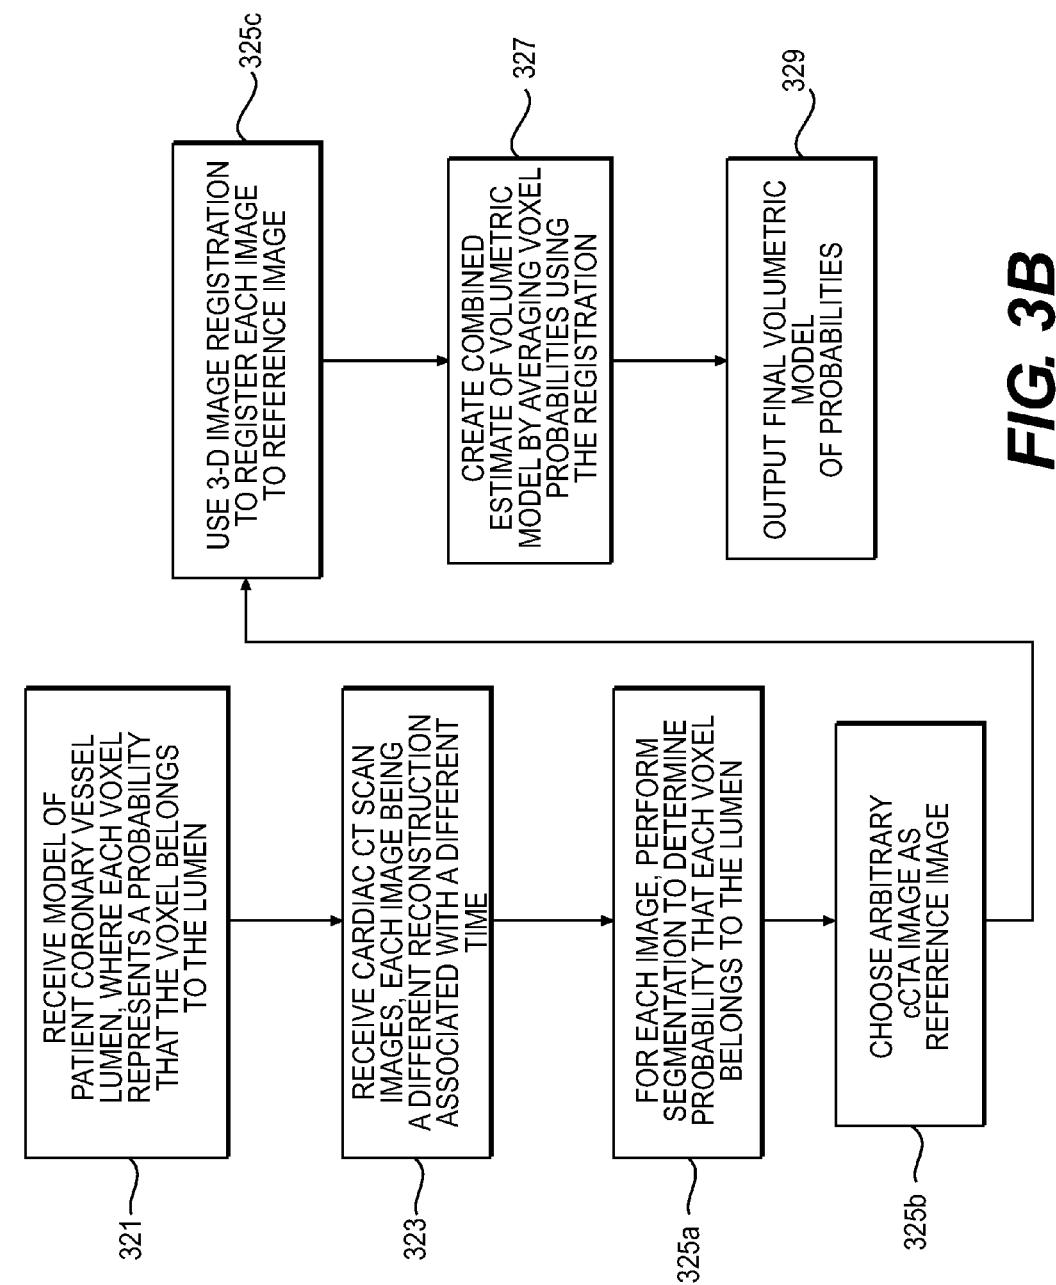 321
RECEIVE MODEL OF
PATIENT CORONARY VESSEL
LUMEN, WHERE EACH VOXEL
REPRESENTS A PROBABILITY
THAT THE VOXEL BELONGS
TO THE LUMEN
323
RECEIVE CARDIAC CT SCAN
IMAGES, EACH IMAGE BEING
A DIFFERENT RECONSTRUCTION
ASSOCIATED WITH A DIFFERENT
TIME
325a
FOR EACH IMAGE, PERFORM
SEGMENTATION TO DETERMINE
PROBABILITY THAT EACH VOXEL
BELONGS TO THE LUMEN
325b
CHOOSE ARBITRARY
cCTA IMAGE AS
REFERENCE IMAGE
325c
USE 3-D IMAGE REGISTRATION
TO REGISTER EACH IMAGE
TO REFERENCE IMAGE
327
CREATE COMBINED
ESTIMATE OF VOLUMETRIC
MODEL BY AVERAGING VOXEL
PROBABILITIES USING
THE REGISTRATION
329
OUTPUT FINAL VOLUMETRIC
MODEL
OF PROBABILITIES
FIG. 3B